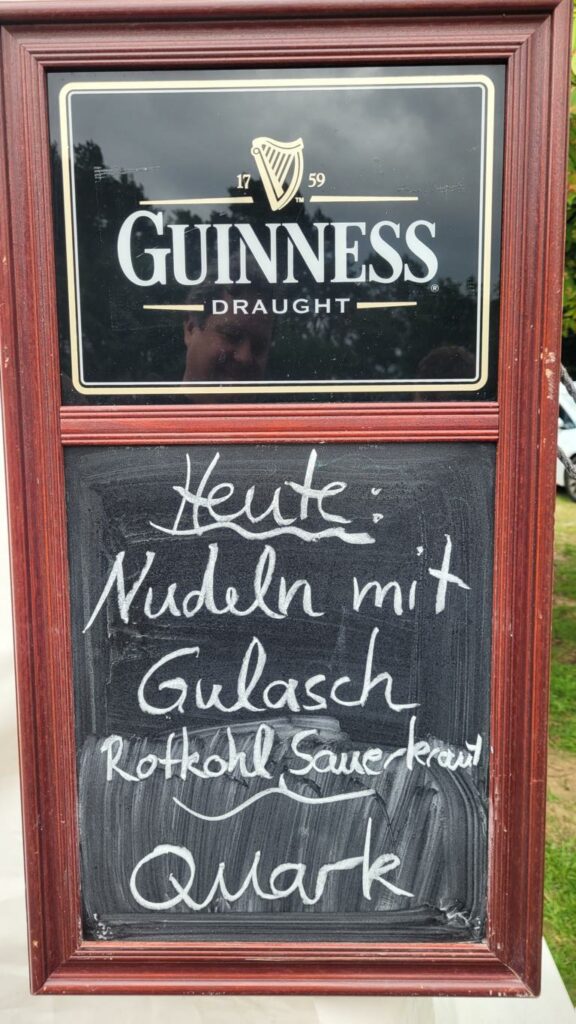 17 59
GUINNESS
DRAUGHT
Heute:
Nudeln mit
Gulasch
Rotkohl, Sauerkraut
Quark